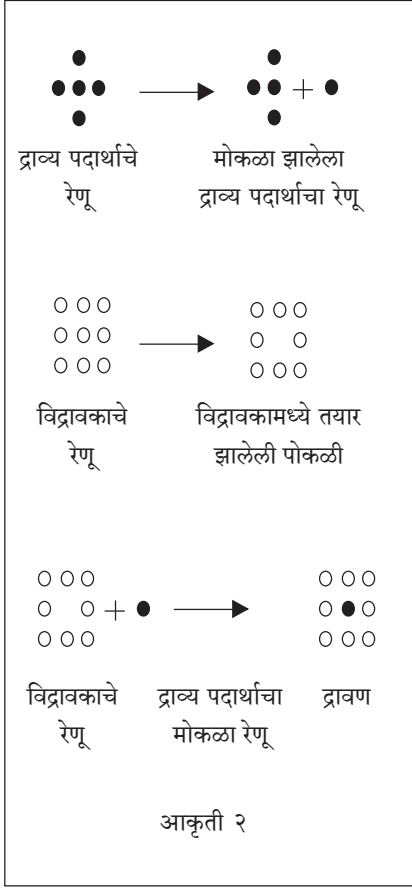 द्राव्य पदार्थाचे मोकळा झालेला
रेणू द्राव्य पदार्थाचा रेणू
विद्रावकाचे विद्रावकामध्ये तयार
रेणू झालेली पोकळी
विद्रावकाचे द्राव्य पदार्थाचा द्रावण
रेणू मोकळा रेणू
आकृती २